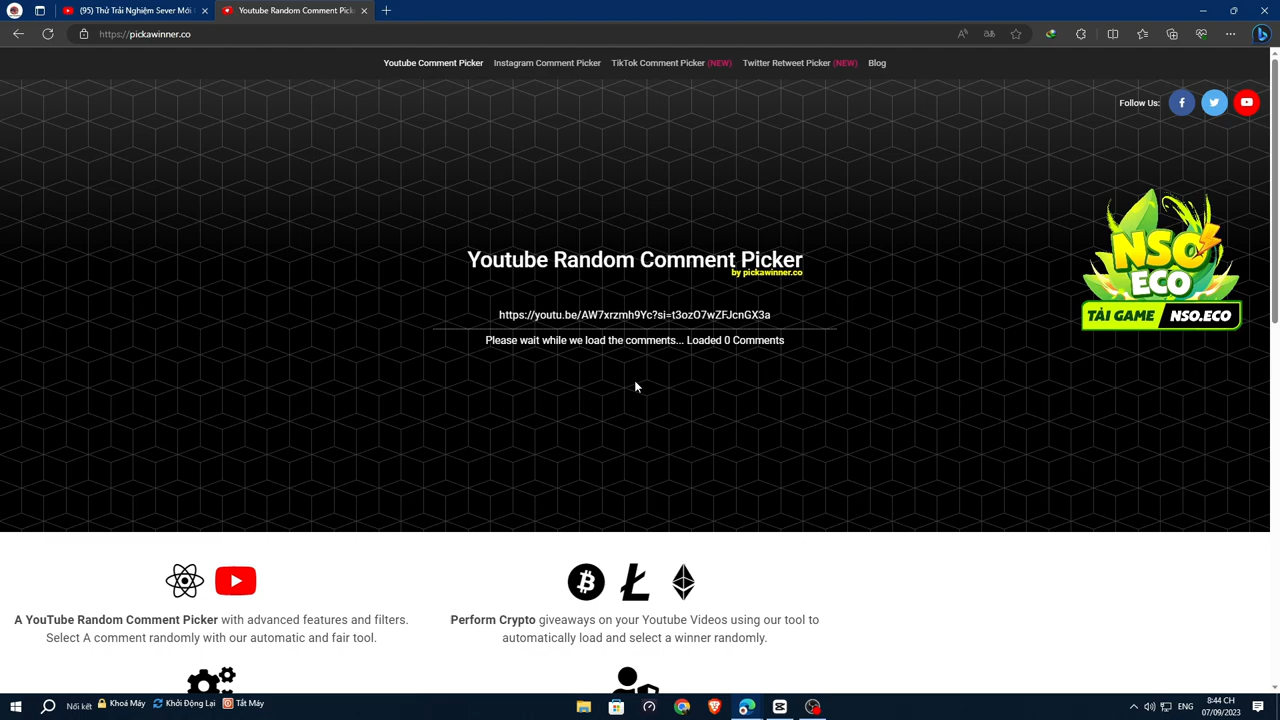 (95) Thử Trải Nghiệm Sever Mới
Youtube Random Comment Pick
https://pickawinner.co
Youtube Comment Picker
Instagram Comment Picker
TikTok Comment Picker (NEW)
Twitter Retweet Picker (NEW)
Blog
Follow Us:
NSO
ECO
TẢI GAME NSO.ECO
Youtube Random Comment Picker
by pickawinner.co
https://youtu.be/AW7xrzmh9Yc?si=t3ozO7wZFJcnGX3a
Please wait while we load the comments... Loaded 0 Comments
A YouTube Random Comment Picker with advanced features and filters.
Select A comment randomly with our automatic and fair tool.
Perform Crypto giveaways on your Youtube Videos using our tool to
automatically load and select a winner randomly.
Nối kết
Khoá Máy
Khởi Động Lại
Tắt Máy
ENG
8:44 CH
07/09/2023